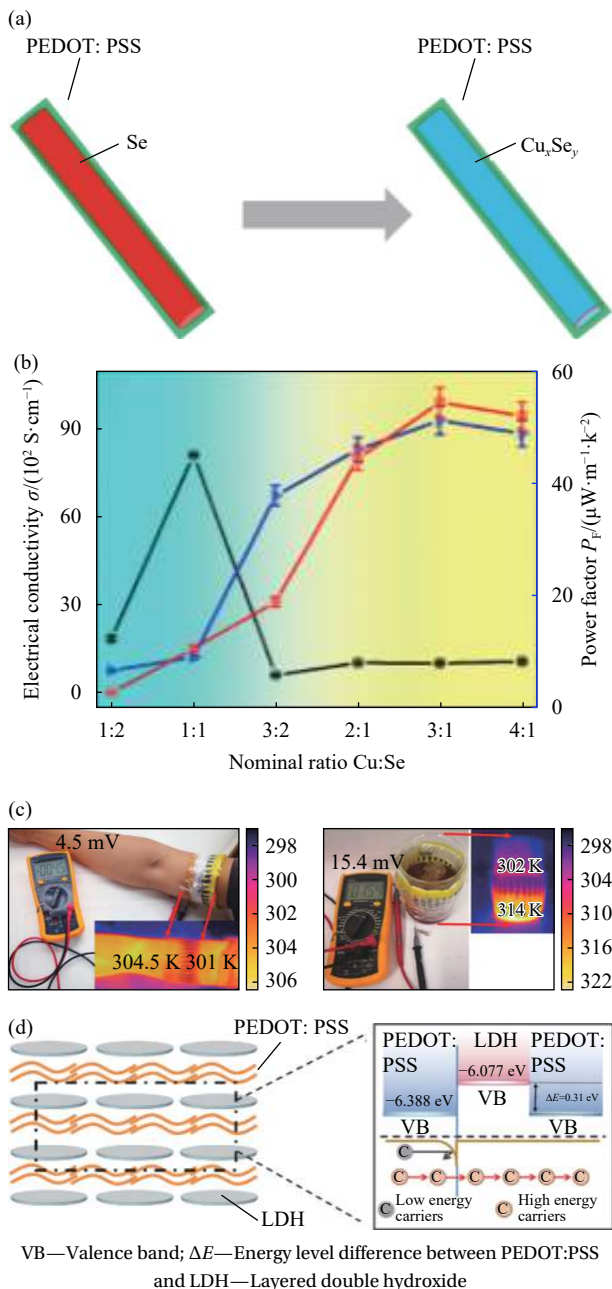 (a)
PEDOT: PSS
PEDOT: PSS
Se
CuxSey
(b)
Electrical conductivity σ/(10² S·cm⁻¹)
90
60
30
0
60
40
20
0
Power factor PF/(μW·m⁻¹·k⁻²)
1:2 1:1 3:2 2:1 3:1 4:1
Nominal ratio Cu:Se
(c)
4.5 mV
304.5 K 301 K
298
300
302
304
306
15.4 mV
302 K
314 K
298
304
310
316
322
(d)
PEDOT: PSS
LDH
PEDOT: LDH PEDOT:
PSS PSS
−6.077 eV
−6.388 eV VB ΔE=0.31 eV
VB VB
C
C C C C C C
C Low energy carriers
C High energy carriers
VB—Valence band; ΔE—Energy level difference between PEDOT:PSS
and LDH—Layered double hydroxide